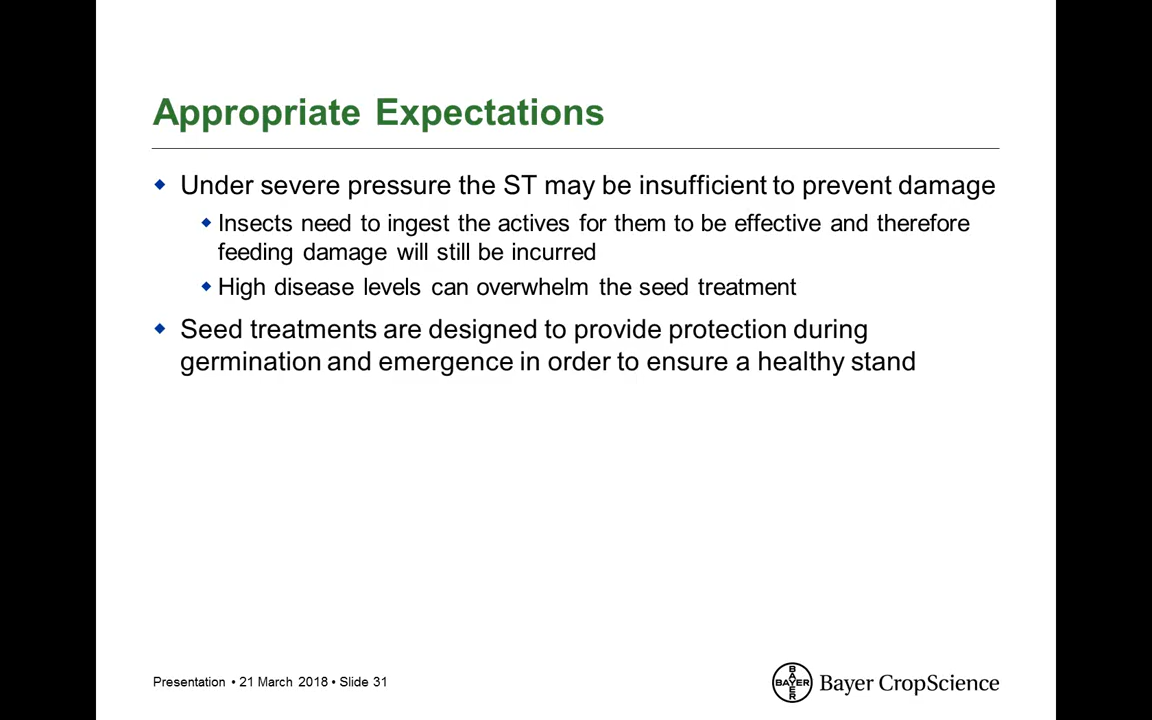 Appropriate Expectations
Under severe pressure the ST may be insufficient to prevent damage
Insects need to ingest the actives for them to be effective and therefore
feeding damage will still be incurred
High disease levels can overwhelm the seed treatment
Seed treatments are designed to provide protection during
germination and emergence in order to ensure a healthy stand
Presentation • 21 March 2018 • Slide 31
BAYER
BAYER
Bayer CropScience